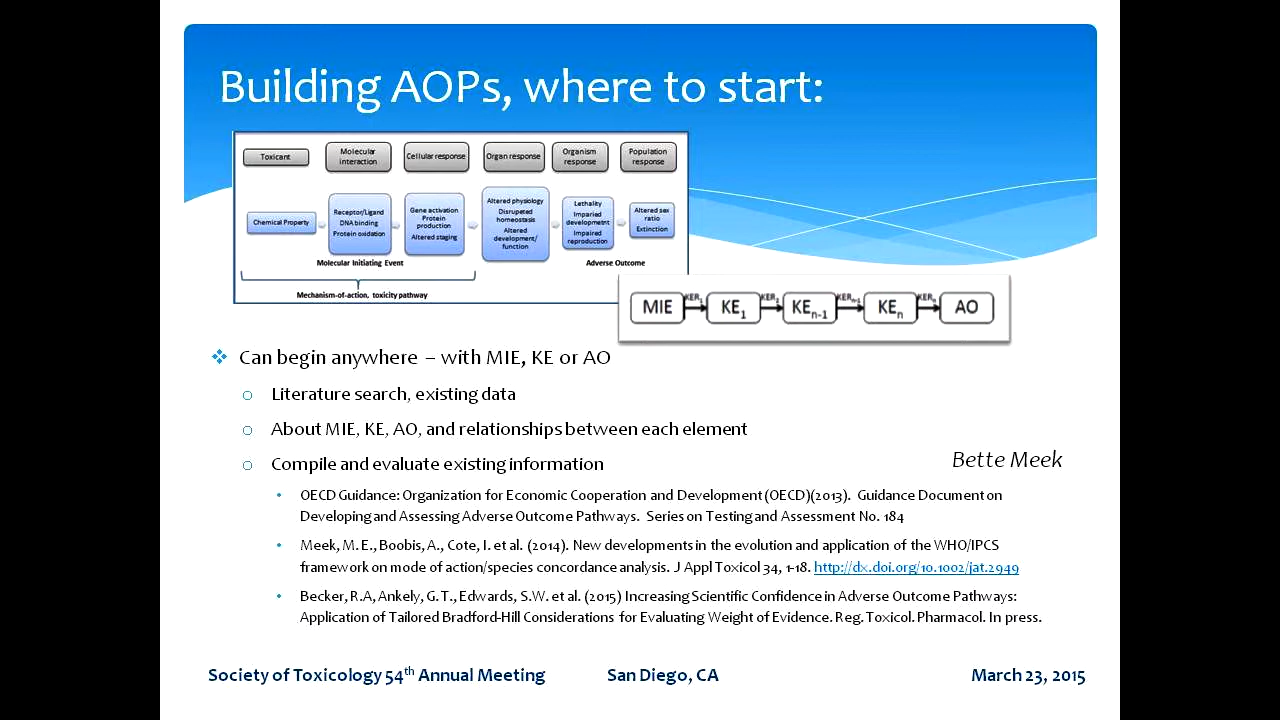 Building AOPs, where to start:
Toxicant
Molecular
interaction
Cellular response
Organ response
Organism
response
Population
response
Chemical Property
Receptor/Ligand
DNA binding
Protein oxidation
Gene activation
Protein
production
Altered staging
Altered physiology
Disrupted
homeostasis
Altered
development/
function
Lethality
Imparied
developmetnt
Impaired
reproduction
Altered sex
ratio
Extinction
Molecular Initiating Event
Adverse Outcome
Mechanism-of-action, toxicity pathway
MIE KER1 KE1 KER2 KEn-1 KERn-1 KEn KERn AO
❖ Can begin anywhere – with MIE, KE or AO
o Literature search, existing data
o About MIE, KE, AO, and relationships between each element
o Compile and evaluate existing information
Bette Meek
• OECD Guidance: Organization for Economic Cooperation and Development (OECD)(2013). Guidance Document on
Developing and Assessing Adverse Outcome Pathways. Series on Testing and Assessment No. 184
• Meek, M. E., Boobis, A., Cote, I. et al. (2014). New developments in the evolution and application of the WHO/IPCS
framework on mode of action/species concordance analysis. J Appl Toxicol 34, 1-18. http://dx.doi.org/10.1002/jat.2949
• Becker, R.A, Ankely, G. T., Edwards, S.W. et al. (2015) Increasing Scientific Confidence in Adverse Outcome Pathways:
Application of Tailored Bradford-Hill Considerations for Evaluating Weight of Evidence. Reg. Toxicol. Pharmacol. In press.
Society of Toxicology 54th Annual Meeting San Diego, CA March 23, 2015